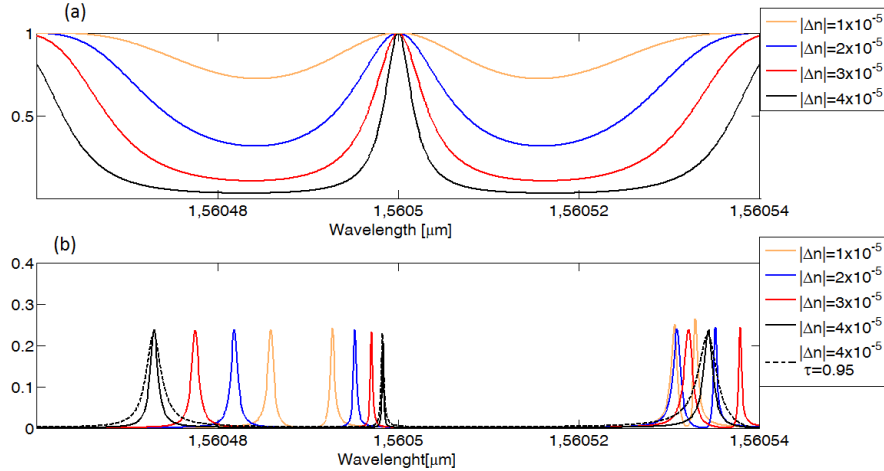 (a)
1
0.5
1,56048
1,5605
1,56052
1,56054
Wavelength [μm]
|Δn|=1x10⁻⁵
|Δn|=2x10⁻⁵
|Δn|=3x10⁻⁵
|Δn|=4x10⁻⁵
(b)
0.4
0.3
0.2
0.1
0
1,56048
1,5605
1,56052
1,56054
Wavelenght[μm]
|Δn|=1x10⁻⁵
|Δn|=2x10⁻⁵
|Δn|=3x10⁻⁵
|Δn|=4x10⁻⁵
|Δn|=4x10⁻⁵
τ=0.95